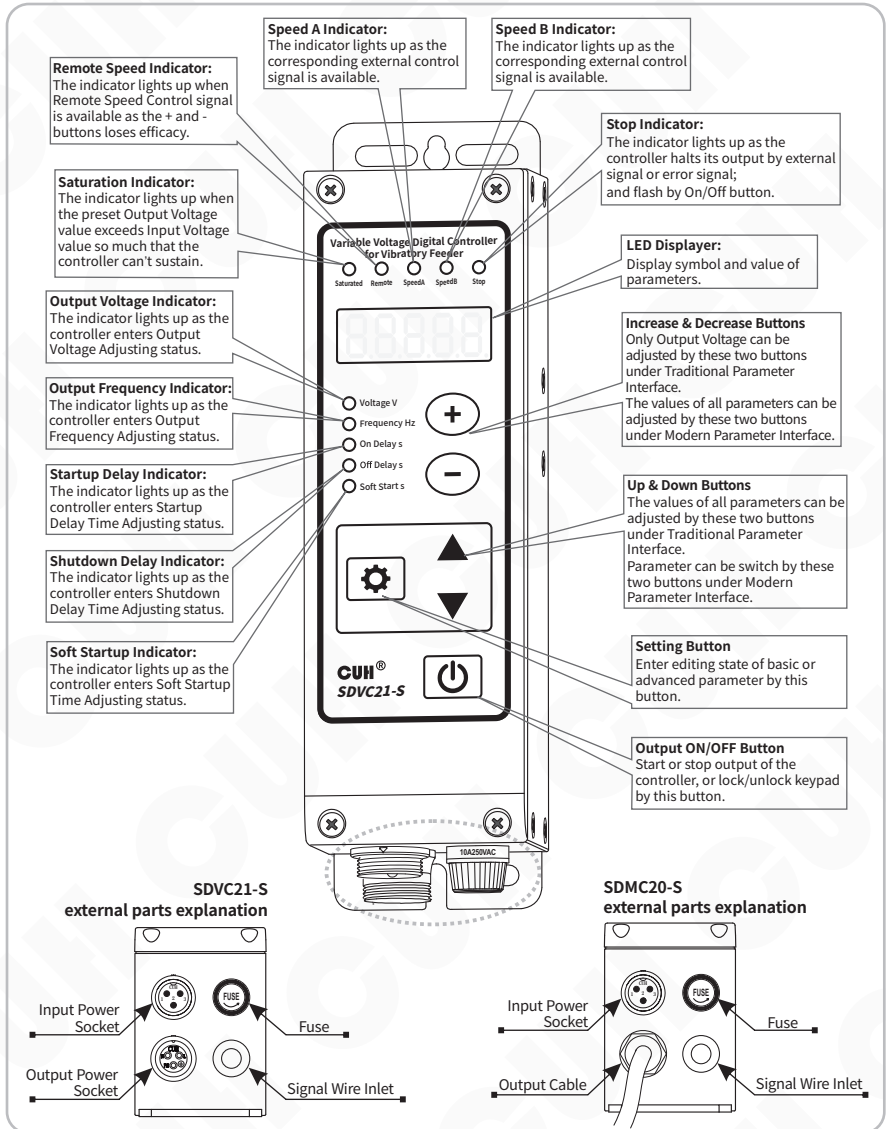 Speed A Indicator:
The indicator lights up as the
corresponding external control
signal is available.
Speed B Indicator:
The indicator lights up as the
corresponding external control
signal is available.
Remote Speed Indicator:
The indicator lights up when
Remote Speed Control signal
is available as the + and -
buttons loses efficacy.
Stop Indicator:
The indicator lights up as the
controller halts its output by external
signal or error signal;
and flash by On/Off button.
Saturation Indicator:
The indicator lights up when
the preset Output Voltage
value exceeds Input Voltage
value so much that the
controller can't sustain.
LED Displayer:
Display symbol and value of
parameters.
Output Voltage Indicator:
The indicator lights up as the
controller enters Output
Voltage Adjusting status.
Increase & Decrease Buttons
Only Output Voltage can be
adjusted by these two buttons
under Traditional Parameter
Interface.
The values of all parameters can be
adjusted by these two buttons
under Modern Parameter Interface.
Output Frequency Indicator:
The indicator lights up as the
controller enters Output
Frequency Adjusting status.
Startup Delay Indicator:
The indicator lights up as the
controller enters Startup
Delay Time Adjusting status.
Up & Down Buttons
The values of all parameters can be
adjusted by these two buttons
under Traditional Parameter
Interface.
Parameter can be switch by these
two buttons under Modern
Parameter Interface.
Shutdown Delay Indicator:
The indicator lights up as the
controller enters Shutdown
Delay Time Adjusting status.
Soft Startup Indicator:
The indicator lights up as the
controller enters Soft Startup
Time Adjusting status.
Setting Button
Enter editing state of basic or
advanced parameter by this
button.
Output ON/OFF Button
Start or stop output of the
controller, or lock/unlock keypad
by this button.
Variable Voltage Digital Controller
for Vibratory Feeder
Saturated Remote SpeedA SpeedB Stop
Voltage V
Frequency Hz
On Delay s
Off Delay s
Soft Start s
+
−
CUH®
SDVC21-S
10A250VAC
SDVC21-S
external parts explanation
Input Power
Socket
FUSE
Fuse
Output Power
Socket
Signal Wire Inlet
SDMC20-S
external parts explanation
Input Power
Socket
FUSE
Fuse
Output Cable
Signal Wire Inlet